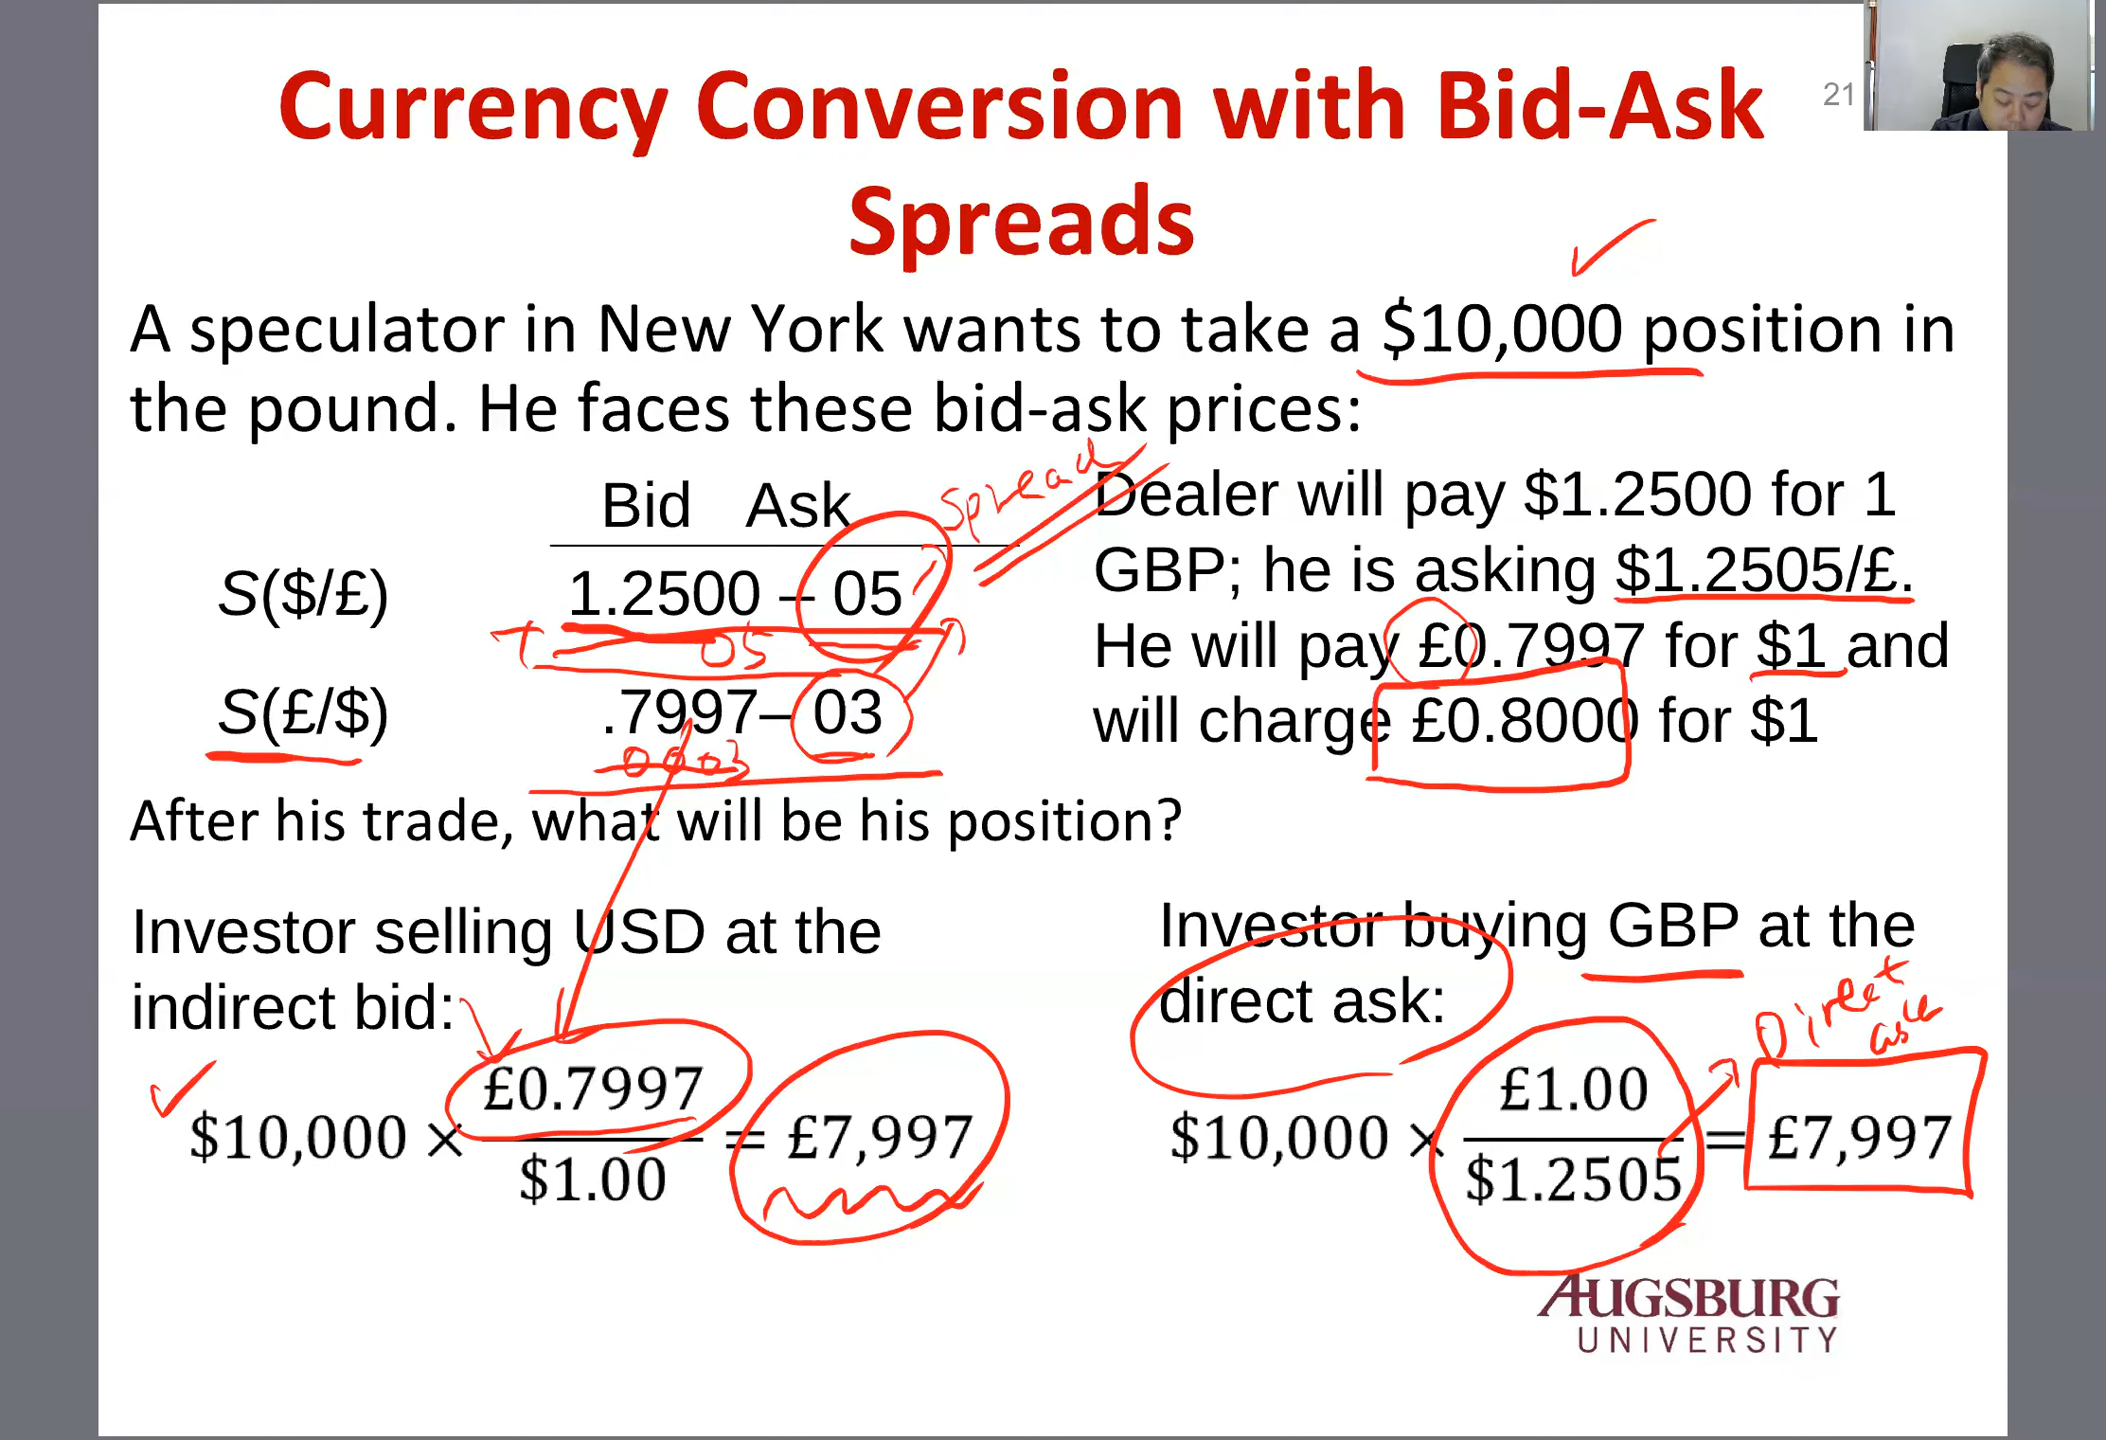 Currency Conversion with Bid-Ask
Spreads
21
A speculator in New York wants to take a $10,000 position in
the pound. He faces these bid-ask prices:
Bid Ask
Spread
S($/£) 1.2500 – 05
05
S(£/$) .7997– 03
0003
Dealer will pay $1.2500 for 1
GBP; he is asking $1.2505/£.
He will pay £0.7997 for $1 and
will charge £0.8000 for $1
After his trade, what will be his position?
Investor selling USD at the
indirect bid:
$10,000 × £0.7997 / $1.00 = £7,997
Investor buying GBP at the
direct ask:
Direct
ask
$10,000 × £1.00 / $1.2505 = £7,997
AUGSBURG
UNIVERSITY